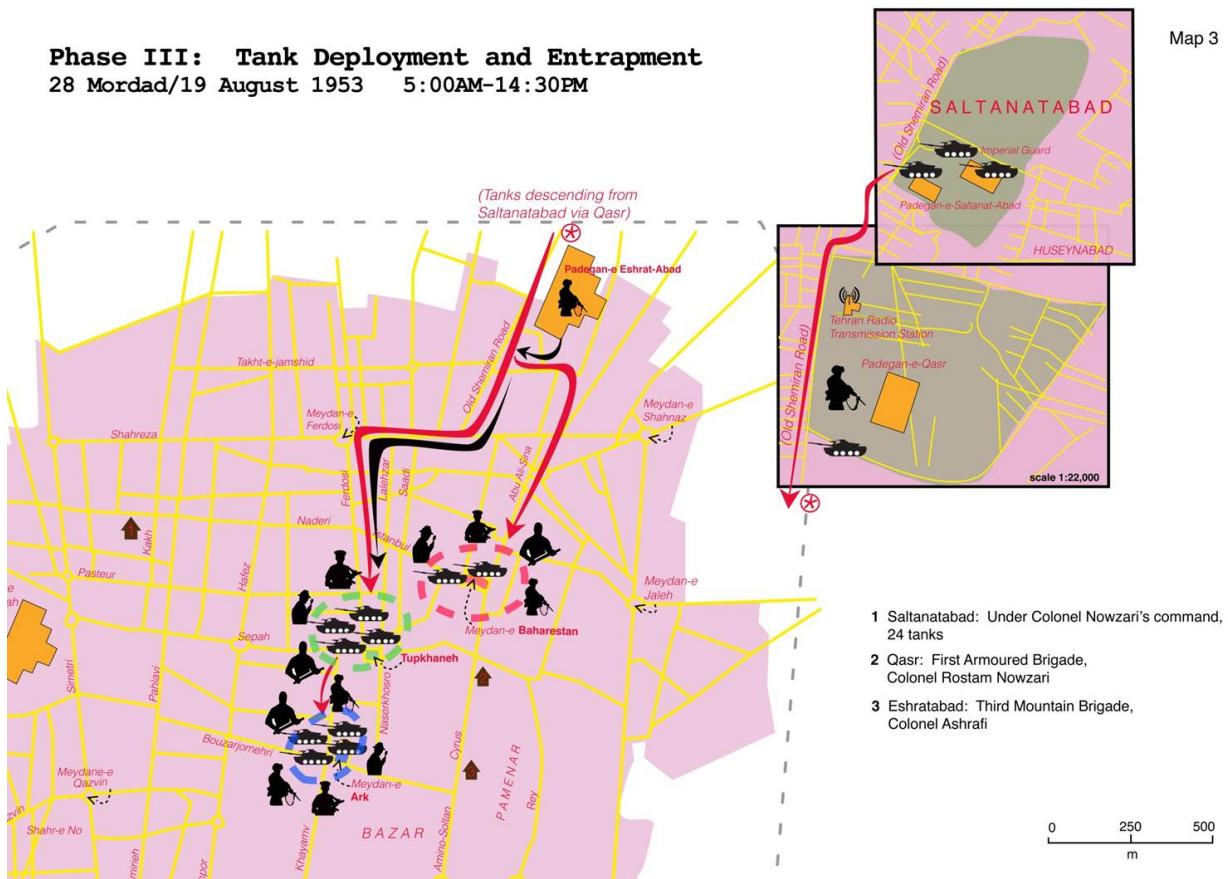 Phase III: Tank Deployment and Entrapment
28 Mordad/19 August 1953 5:00AM-14:30PM
Map 3
SALTANATABAD
(Old Shemiran Road)
Imperial Guard
Padegan-e-Saltanat-Abad
HUSEYNABAD
Tehran Radio
Transmission Station
Padegan-e-Qasr
(Old Shemiran Road)
scale 1:22,000
(Tanks descending from
Saltanatabad via Qasr)
Padegan-e Eshrat-Abad
Old Shemiran Road
Takht-e-jamshid
Meydan-e
Ferdosi
Meydan-e
Shahnaz
Shahreza
Ferdosi
Lalehzar
Saadi
Abu Ali-Sina
Naderi
Istanbul
1
Kakh
Pasteur
Hafez
Meydan-e
Jaleh
Meydan-e Baharestan
Sepah
Tupkhaneh
2
Simetri
Pahlavi
Naserkhosro
Bouzarjomehri
Cyrus
3
PAMENAR
Rey
Meydane-e
Qazvin
Meydan-e
Ark
Shahr-e No
Khayamv
BAZAR
Amino-Soltan
1 Saltanatabad: Under Colonel Nowzari's command,
24 tanks
2 Qasr: First Armoured Brigade,
Colonel Rostam Nowzari
3 Eshratabad: Third Mountain Brigade,
Colonel Ashrafi
0 250 500
m